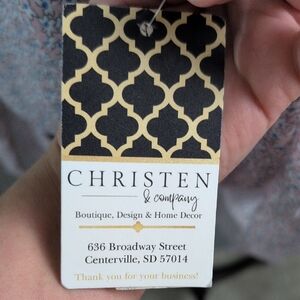 CHRISTEN
& company
Boutique, Design & Home Decor
636 Broadway Street
Centerville, SD 57014
Thank you for your business!